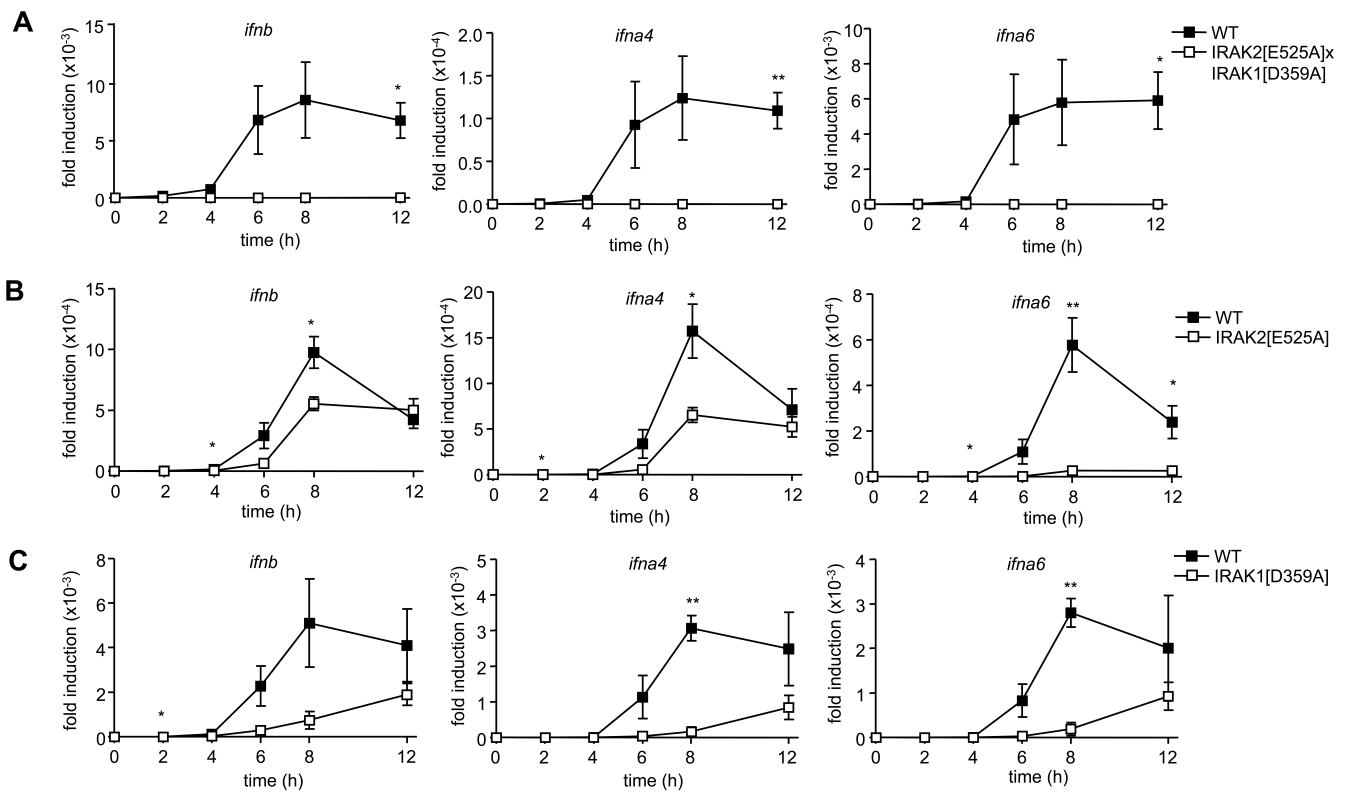 A
ifnb
fold induction (x10-3)
15
10
5
0
0 2 4 6 8 12
time (h)
*
ifna4
fold induction (x10-4)
2.0
1.5
1.0
0.5
0.0
0 2 4 6 8 12
time (h)
**
ifna6
fold induction (x10-3)
10
8
6
4
2
0
0 2 4 6 8 12
time (h)
*
WT
IRAK2[E525A]x
IRAK1[D359A]
B
ifnb
fold induction (x10-4)
15
10
5
0
0 2 4 6 8 12
time (h)
*
*
ifna4
fold induction (x10-4)
20
15
10
5
0
0 2 4 6 8 12
time (h)
*
*
ifna6
fold induction (x10-4)
8
6
4
2
0
0 2 4 6 8 12
time (h)
*
**
*
WT
IRAK2[E525A]
C
ifnb
fold induction (x10-3)
8
6
4
2
0
0 2 4 6 8 12
time (h)
*
ifna4
fold induction (x10-3)
5
4
3
2
1
0
0 2 4 6 8 12
time (h)
**
ifna6
fold induction (x10-3)
4
3
2
1
0
0 2 4 6 8 12
time (h)
**
WT
IRAK1[D359A]